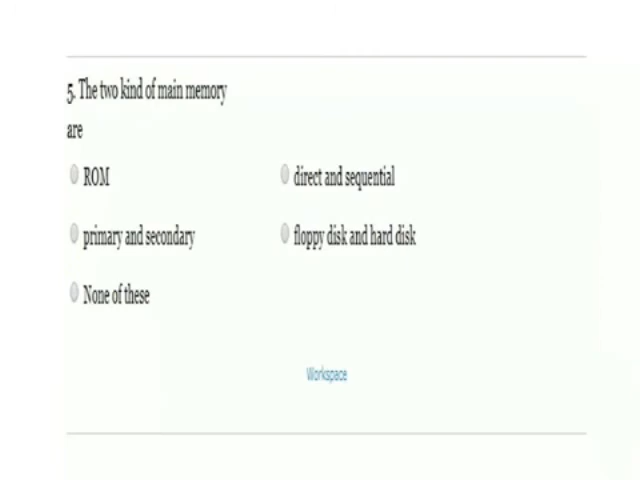 5. The two kind of main memory
are
ROM
direct and sequential
primary and secondary
floppy disk and hard disk
None of these
Workspace